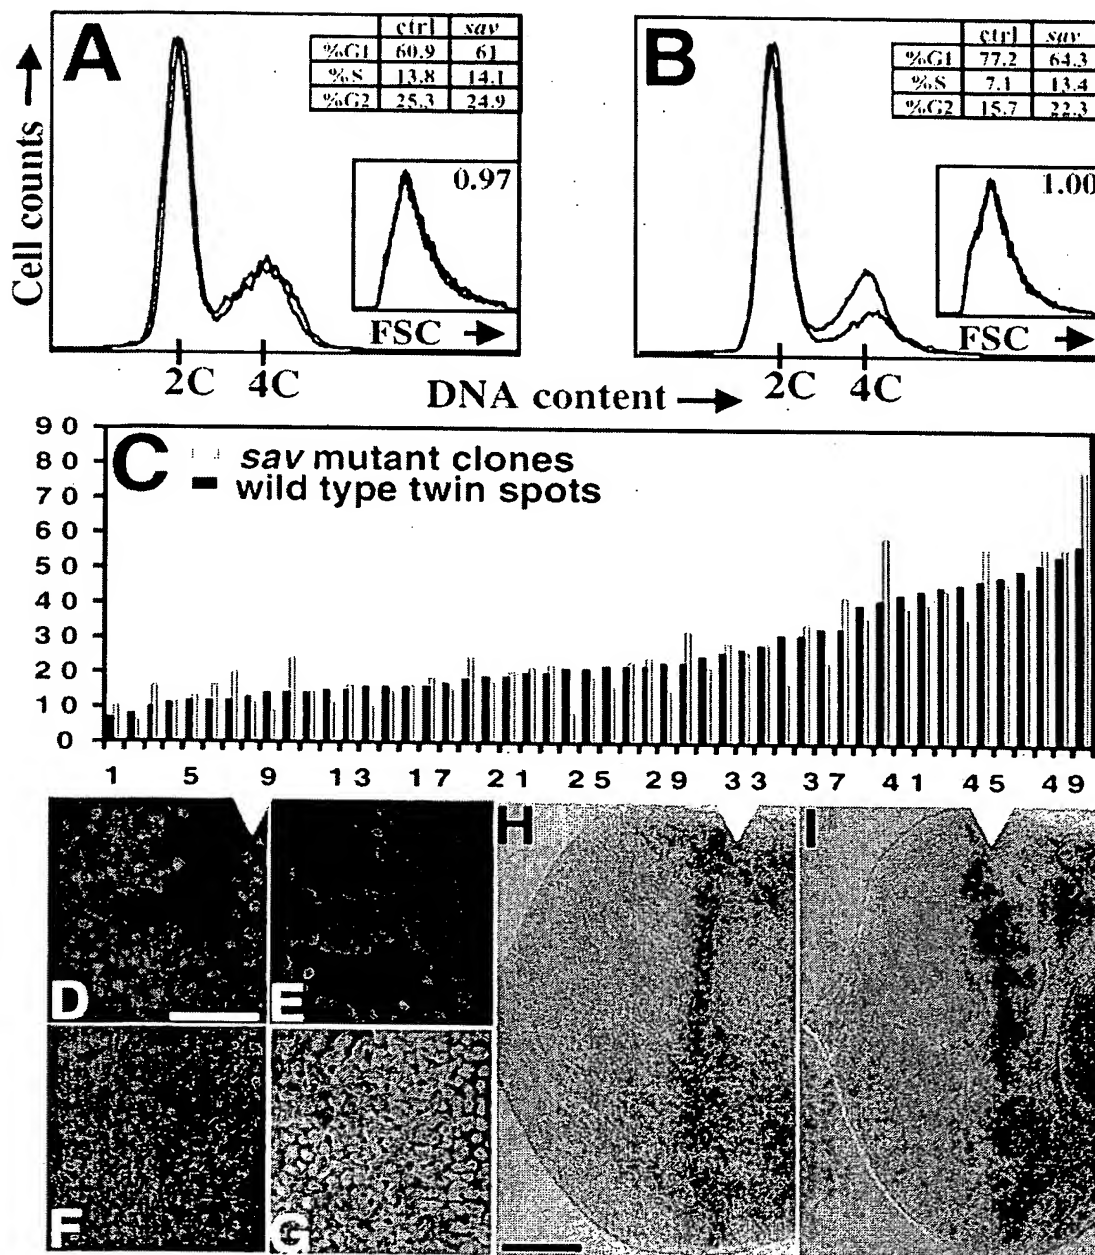 A
ctrl sav
%G1 60.9 61
%S 13.8 14.1
%G2 25.3 24.9
0.97
FSC
2C 4C
Cell counts
B
ctrl sav
%G1 77.2 64.3
%S 7.1 13.4
%G2 15.7 22.3
1.00
FSC
2C 4C
DNA content
C
sav mutant clones
wild type twin spots
90
80
70
60
50
40
30
20
10
0
1 5 9 13 17 21 25 29 33 37 41 45 49
D
E
F
G
H
I